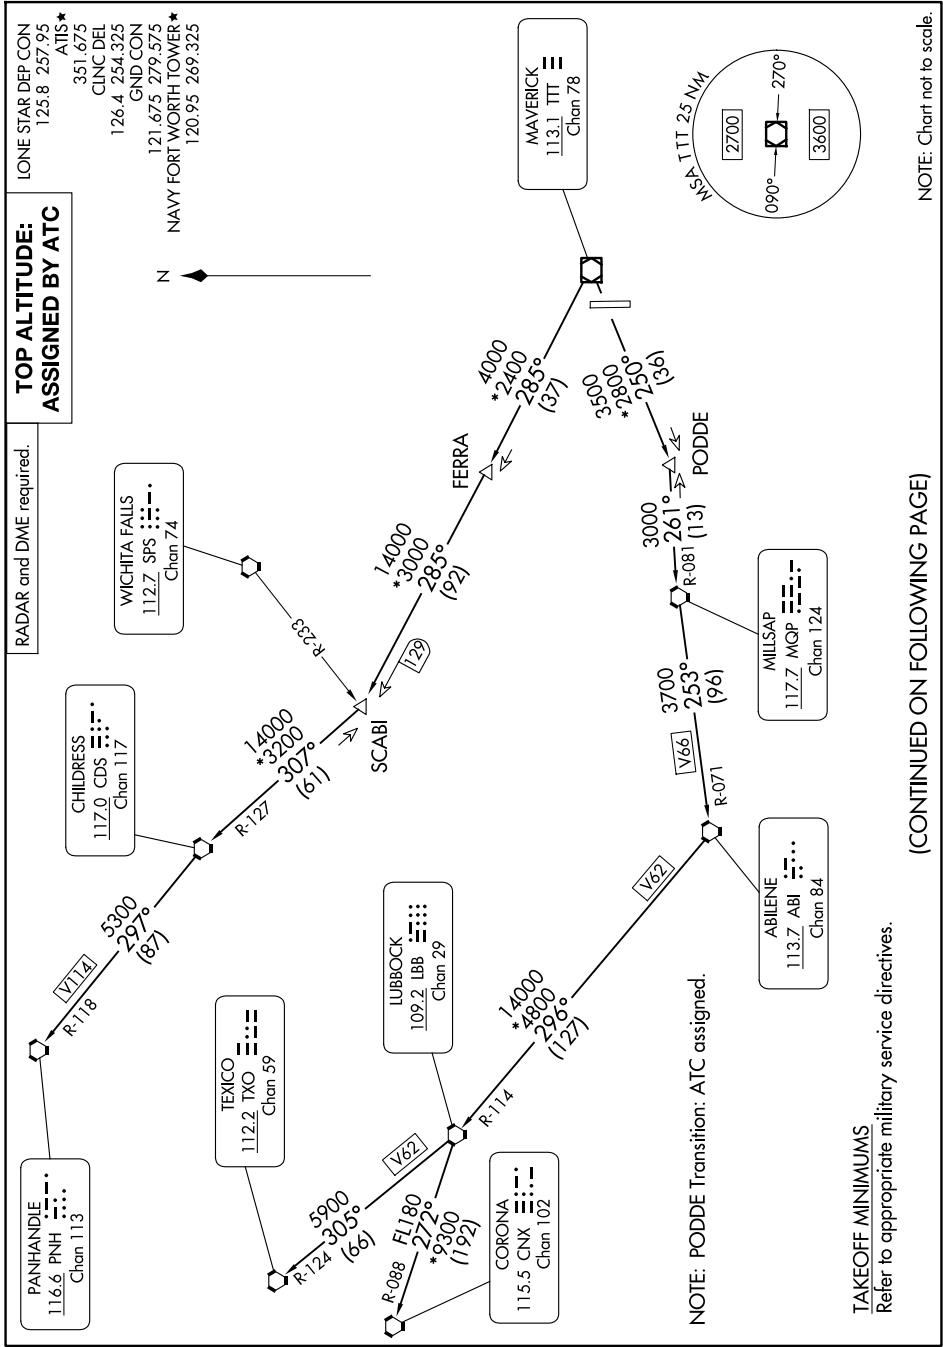 RADAR and DME required.
TOP ALTITUDE:
ASSIGNED BY ATC
LONE STAR DEP CON
125.8 257.95
ATIS★
351.675
CLNC DEL
126.4 254.325
GND CON
121.675 279.575
NAVY FORT WORTH TOWER★
120.95 269.325
N
PANHANDLE
116.6 PNH
Chan 113
R-118
V114
5300
297°
(87)
CHILDRESS
117.0 CDS
Chan 117
R-127
14000
*3200
307°
(61)
WICHITA FALLS
112.7 SPS
Chan 74
R-233
SCABI
129
14000
*3000
285°
(92)
FERRA
4000
*2400
285°
(37)
MAVERICK
113.1 TTT
Chan 78
TEXICO
112.2 TXO
Chan 59
R-124
5900
305°
(66)
V62
LUBBOCK
109.2 LBB
Chan 29
R-088
FL180
272°
*9300
(192)
CORONA
115.5 CNX
Chan 102
R-114
14000
*4800
296°
(127)
V62
ABILENE
113.7 ABI
Chan 84
R-071
V66
3700
253°
(96)
MILLSAP
117.7 MQP
Chan 124
R-081
3000
261°
(13)
PODDE
3500
*2800
250°
(36)
MSA TTT 25 NM
2700
090°
270°
3600
NOTE: PODDE Transition: ATC assigned.
TAKEOFF MINIMUMS
Refer to appropriate military service directives.
(CONTINUED ON FOLLOWING PAGE)
NOTE: Chart not to scale.